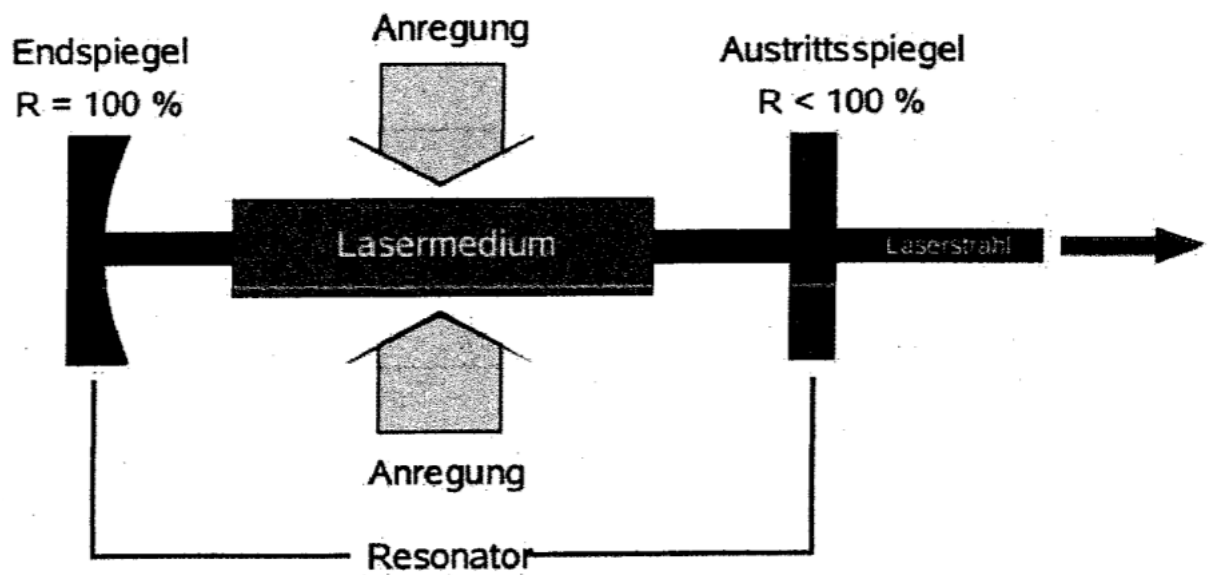 Endspiegel
R = 100 %
Anregung
Austrittsspiegel
R < 100 %
Lasermedium
Laserstrahl
Anregung
Resonator